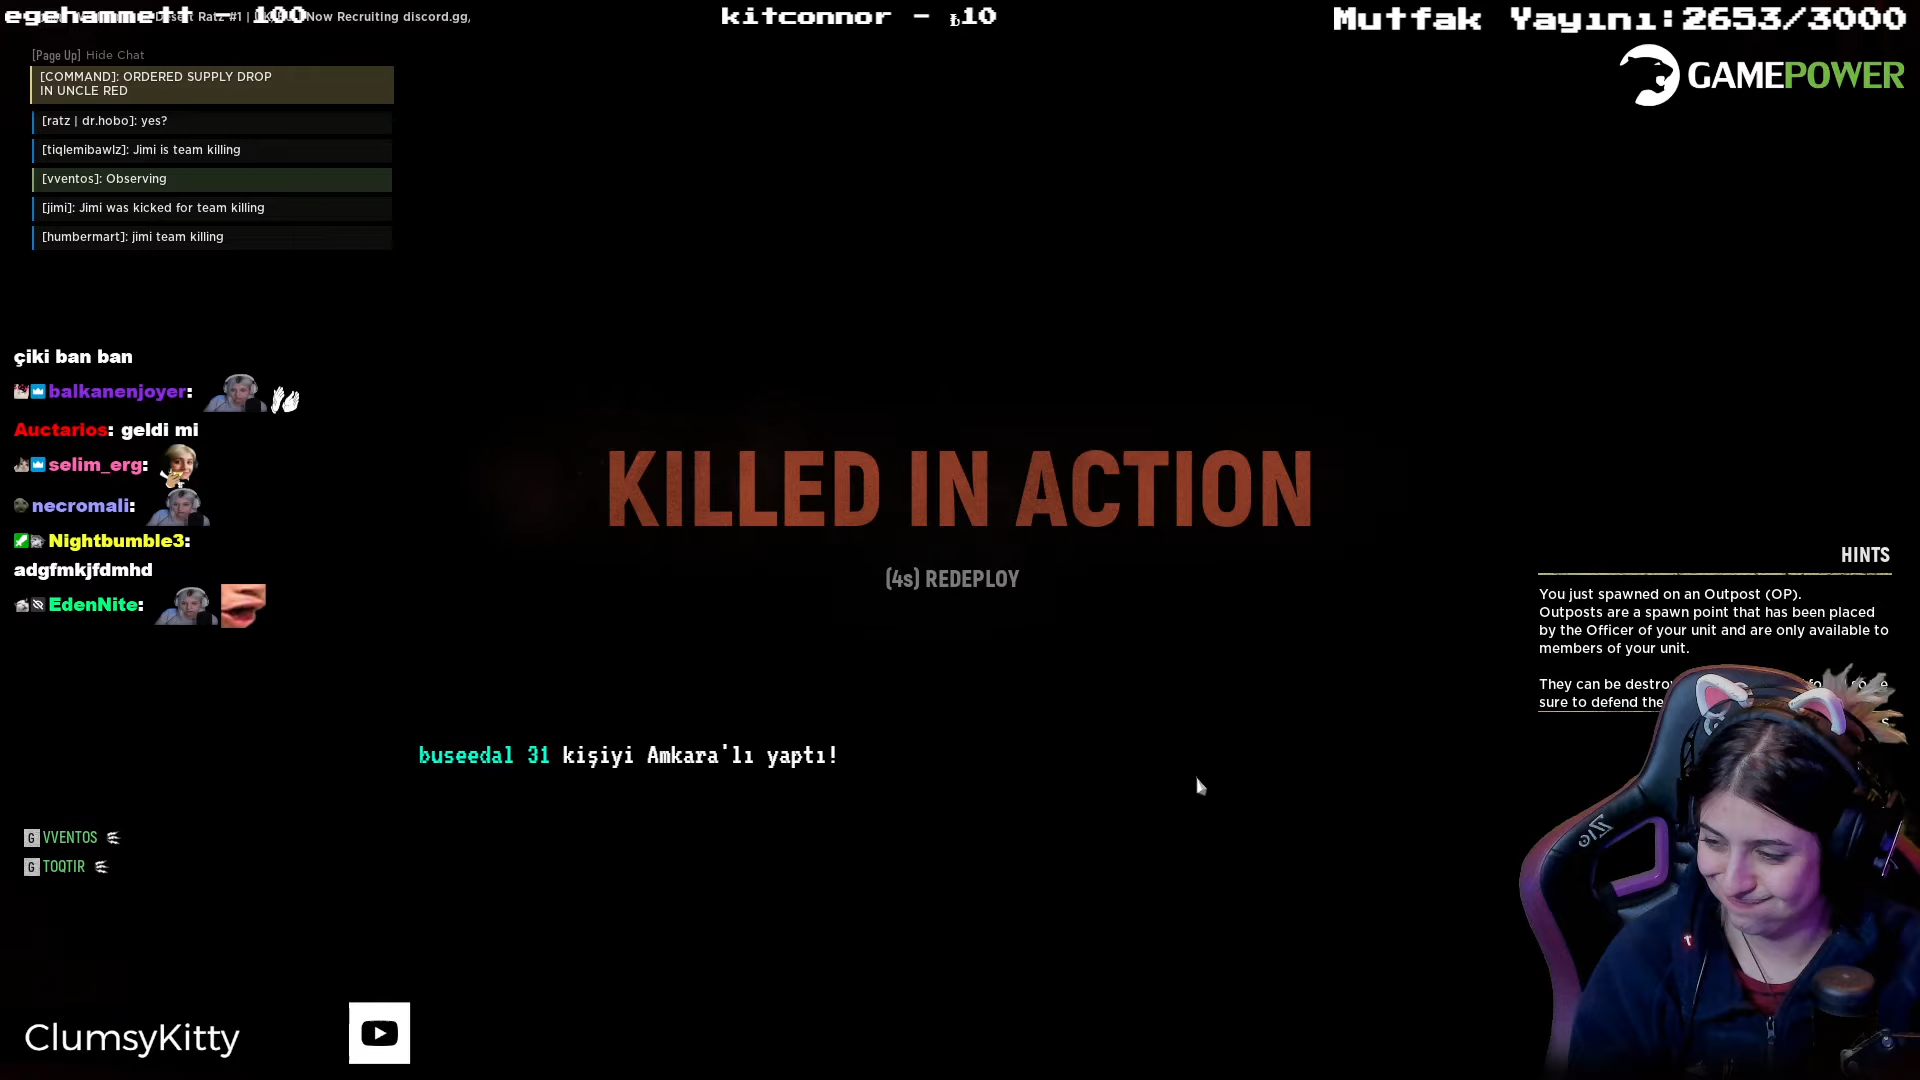 egehammett - 100
Desert Ratz #1 | Now Recruiting discord.gg,
kitconnor - ₺10
Mutfak Yayını:2653/3000
GAMEPOWER
[Page Up] Hide Chat
[COMMAND]: ORDERED SUPPLY DROP
IN UNCLE RED
[ratz | dr.hobo]: yes?
[tiqlemibawlz]: Jimi is team killing
[vventos]: Observing
[jimi]: Jimi was kicked for team killing
[humbermart]: jimi team killing
çiki ban ban
balkanenjoyer:
Auctarios: geldi mi
selim_erg:
necromali:
Nightbumble3:
adgfmkjfdmhd
EdenNite:
KILLED IN ACTION
(4s) REDEPLOY
HINTS
You just spawned on an Outpost (OP).
Outposts are a spawn point that has been placed
by the Officer of your unit and are only available to
members of your unit.
They can be
sure to defend
buseedal 31 kişiyi Amkara'lı yaptı!
G VVENTOS
G TOQTIR
ClumsyKitty